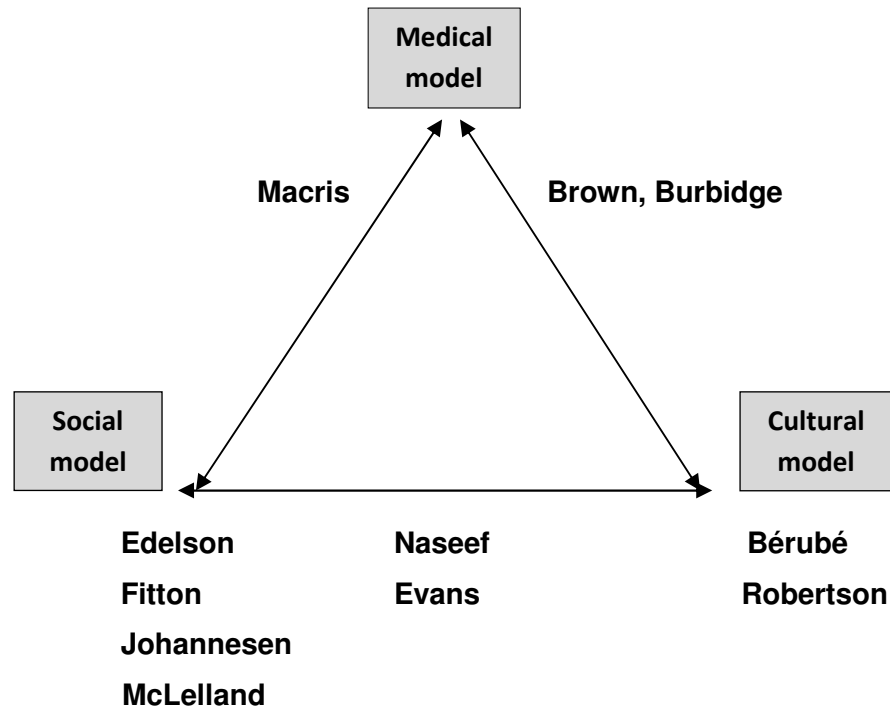 Medical
model
Macris
Brown, Burbidge
Social
model
Cultural
model
Edelson
Naseef
Bérubé
Fitton
Evans
Robertson
Johannesen
McLelland